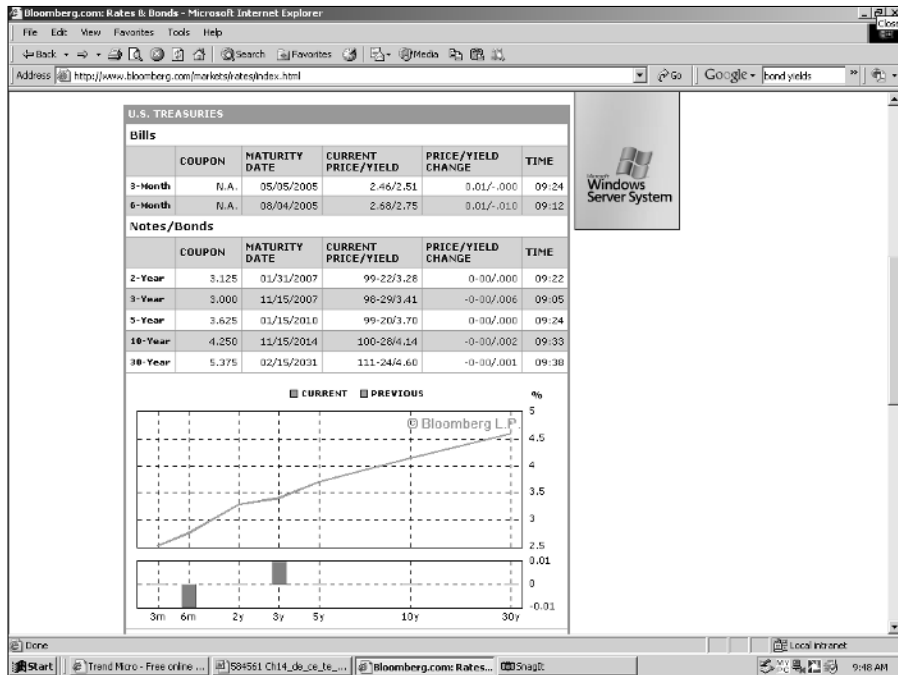 Bloomberg.com: Rates & Bonds - Microsoft Internet Explorer
Close
File Edit View Favorites Tools Help
Back Search Favorites Media
Address http://www.bloomberg.com/markets/rates/index.html Go Google bond yields »
U.S. TREASURIES
Bills
COUPON MATURITY DATE CURRENT PRICE/YIELD PRICE/YIELD CHANGE TIME
3-Month N.A. 05/05/2005 2.46/2.51 0.01/-.000 09:24
6-Month N.A. 08/04/2005 2.68/2.75 0.01/-.010 09:12
Notes/Bonds
COUPON MATURITY DATE CURRENT PRICE/YIELD PRICE/YIELD CHANGE TIME
2-Year 3.125 01/31/2007 99-22/3.28 0-00/.000 09:22
3-Year 3.000 11/15/2007 98-29/3.41 -0-00/.006 09:05
5-Year 3.625 01/15/2010 99-20/3.70 0-00/.000 09:24
10-Year 4.250 11/15/2014 100-28/4.14 -0-00/.002 09:33
30-Year 5.375 02/15/2031 111-24/4.60 -0-00/.001 09:38
Microsoft
Windows
Server System
CURRENT PREVIOUS %
© Bloomberg L.P.
5
4.5
4
3.5
3
2.5
0.01
0
-0.01
3m 6m 2y 3y 5y 10y 30y
Done Local intranet
Start Trend Micro - Free online ... 584561 Ch14_de_ce_te_... Bloomberg.com: Rates... SnagIt 9:48 AM